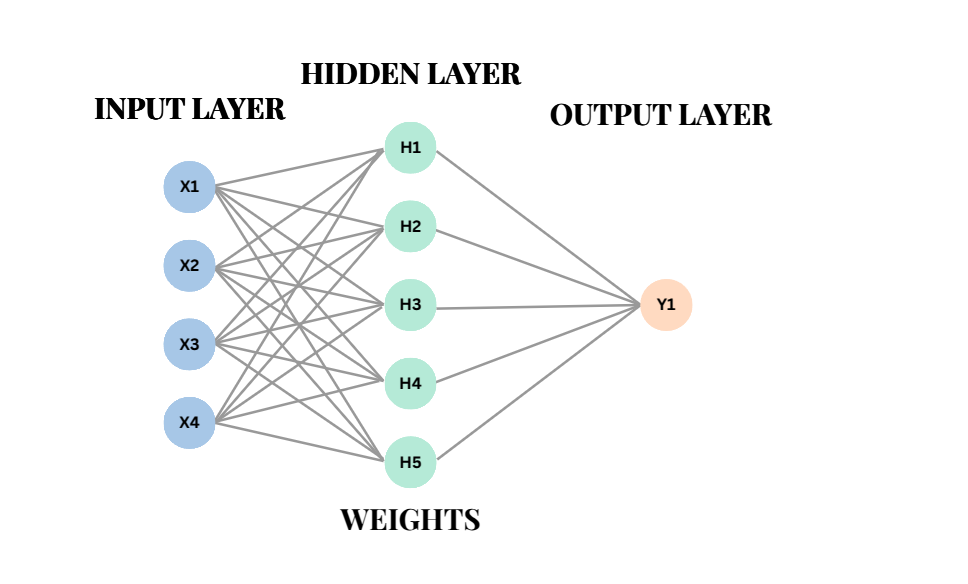 HIDDEN LAYER
INPUT LAYER
OUTPUT LAYER
H1
X1
H2
X2
H3
Y1
X3
H4
X4
H5
WEIGHTS